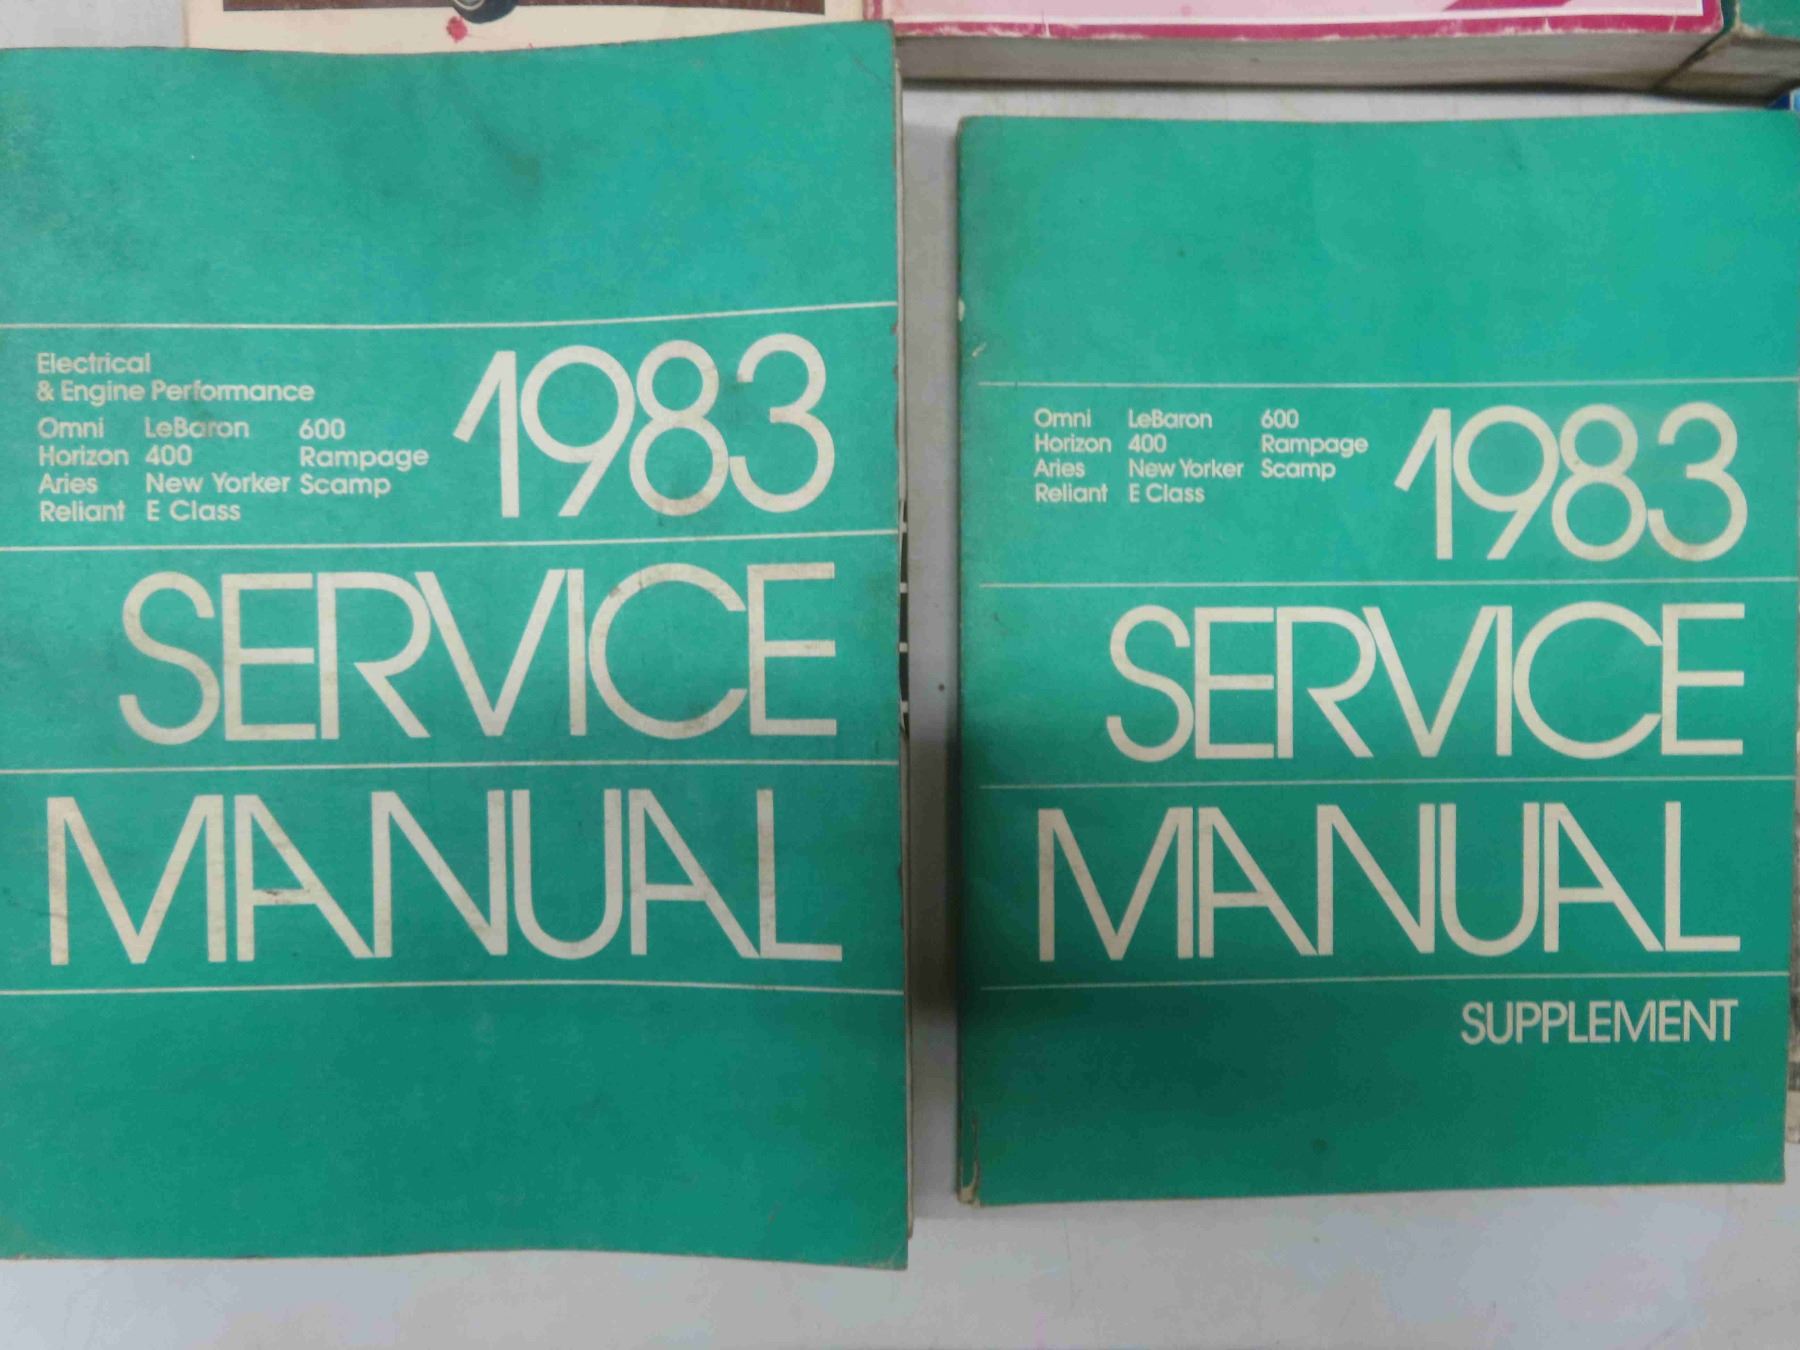 Electrical
& Engine Performance
Omni LeBaron 600
Horizon 400 Rampage
Aries New Yorker Scamp
Reliant E Class
1983
SERVICE
MANUAL
Omni LeBaron 600
Horizon 400 Rampage
Aries New Yorker Scamp
Reliant E Class
1983
SERVICE
MANUAL
SUPPLEMENT